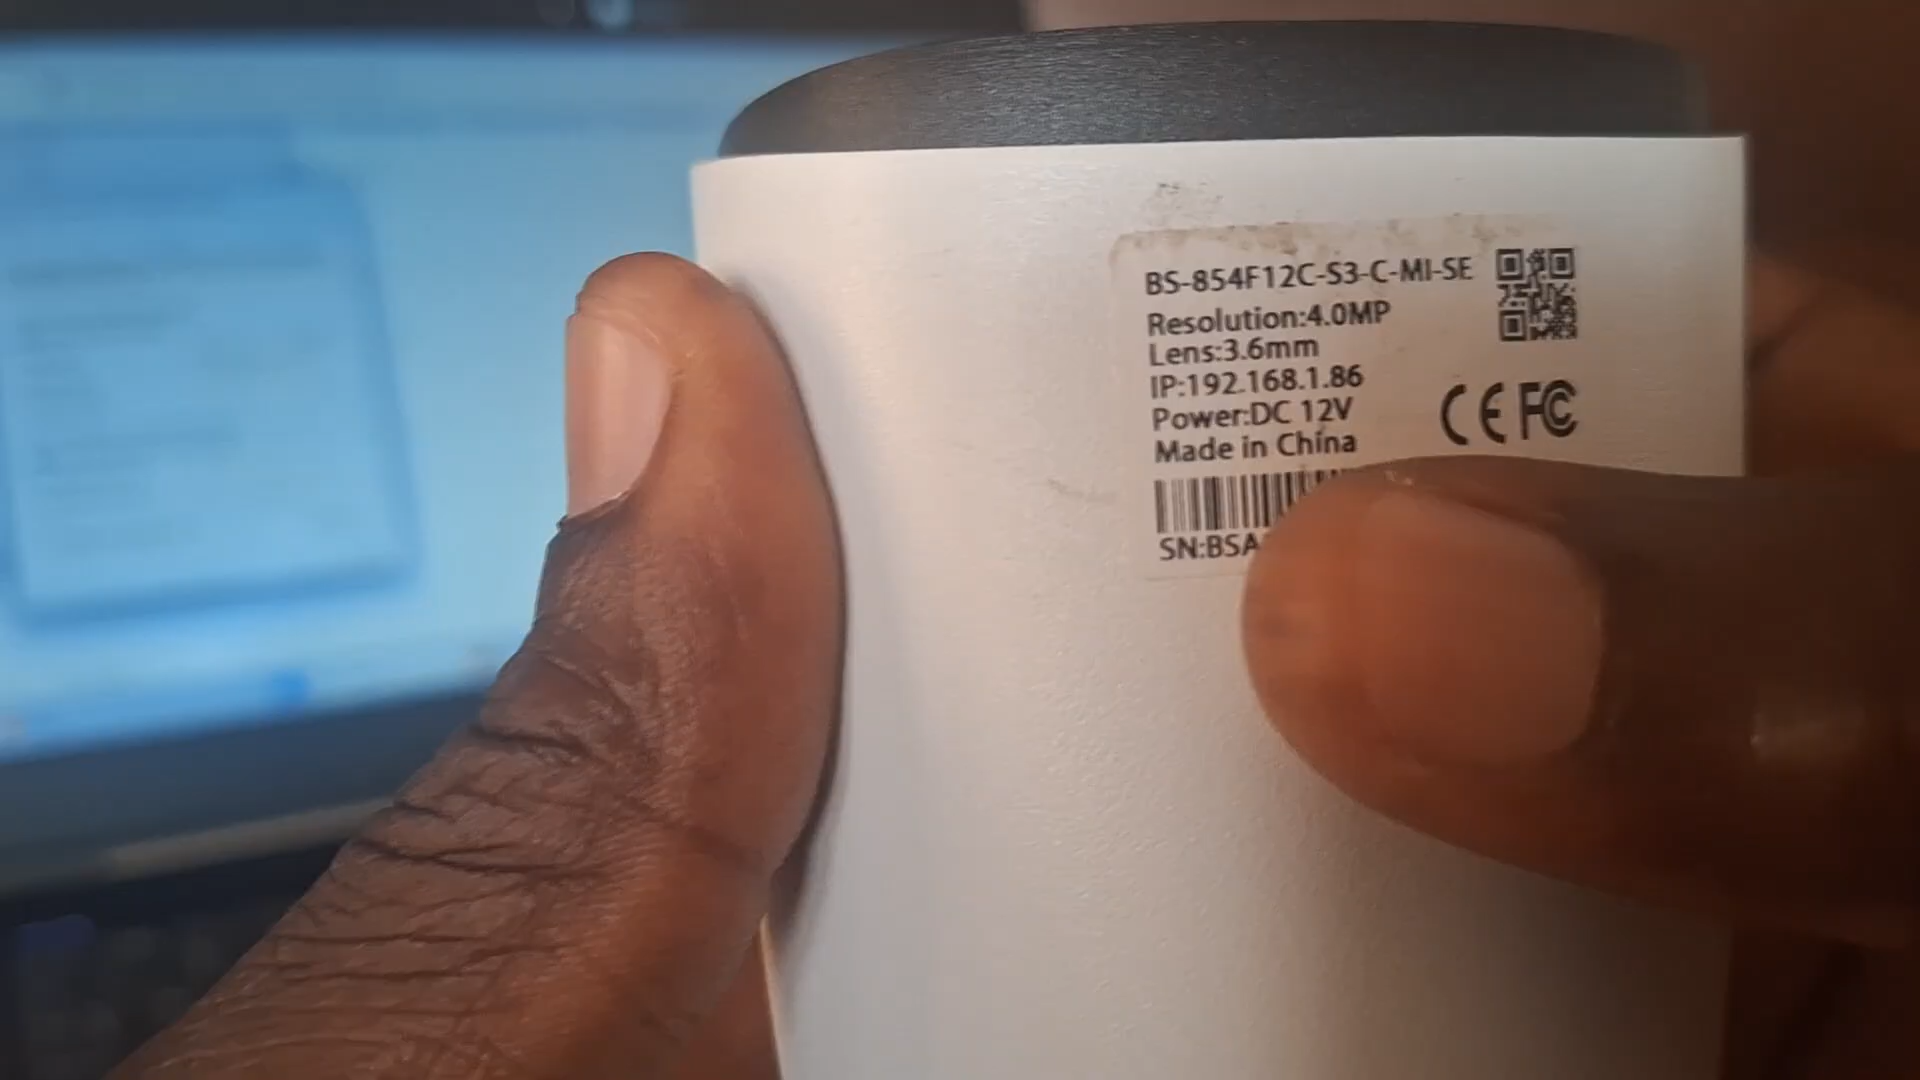 BS-854F12C-S3-C-MI-SE
Resolution:4.0MP
Lens:3.6mm
IP:192.168.1.86
Power:DC 12V
Made in China
CE FC
SN:BSA